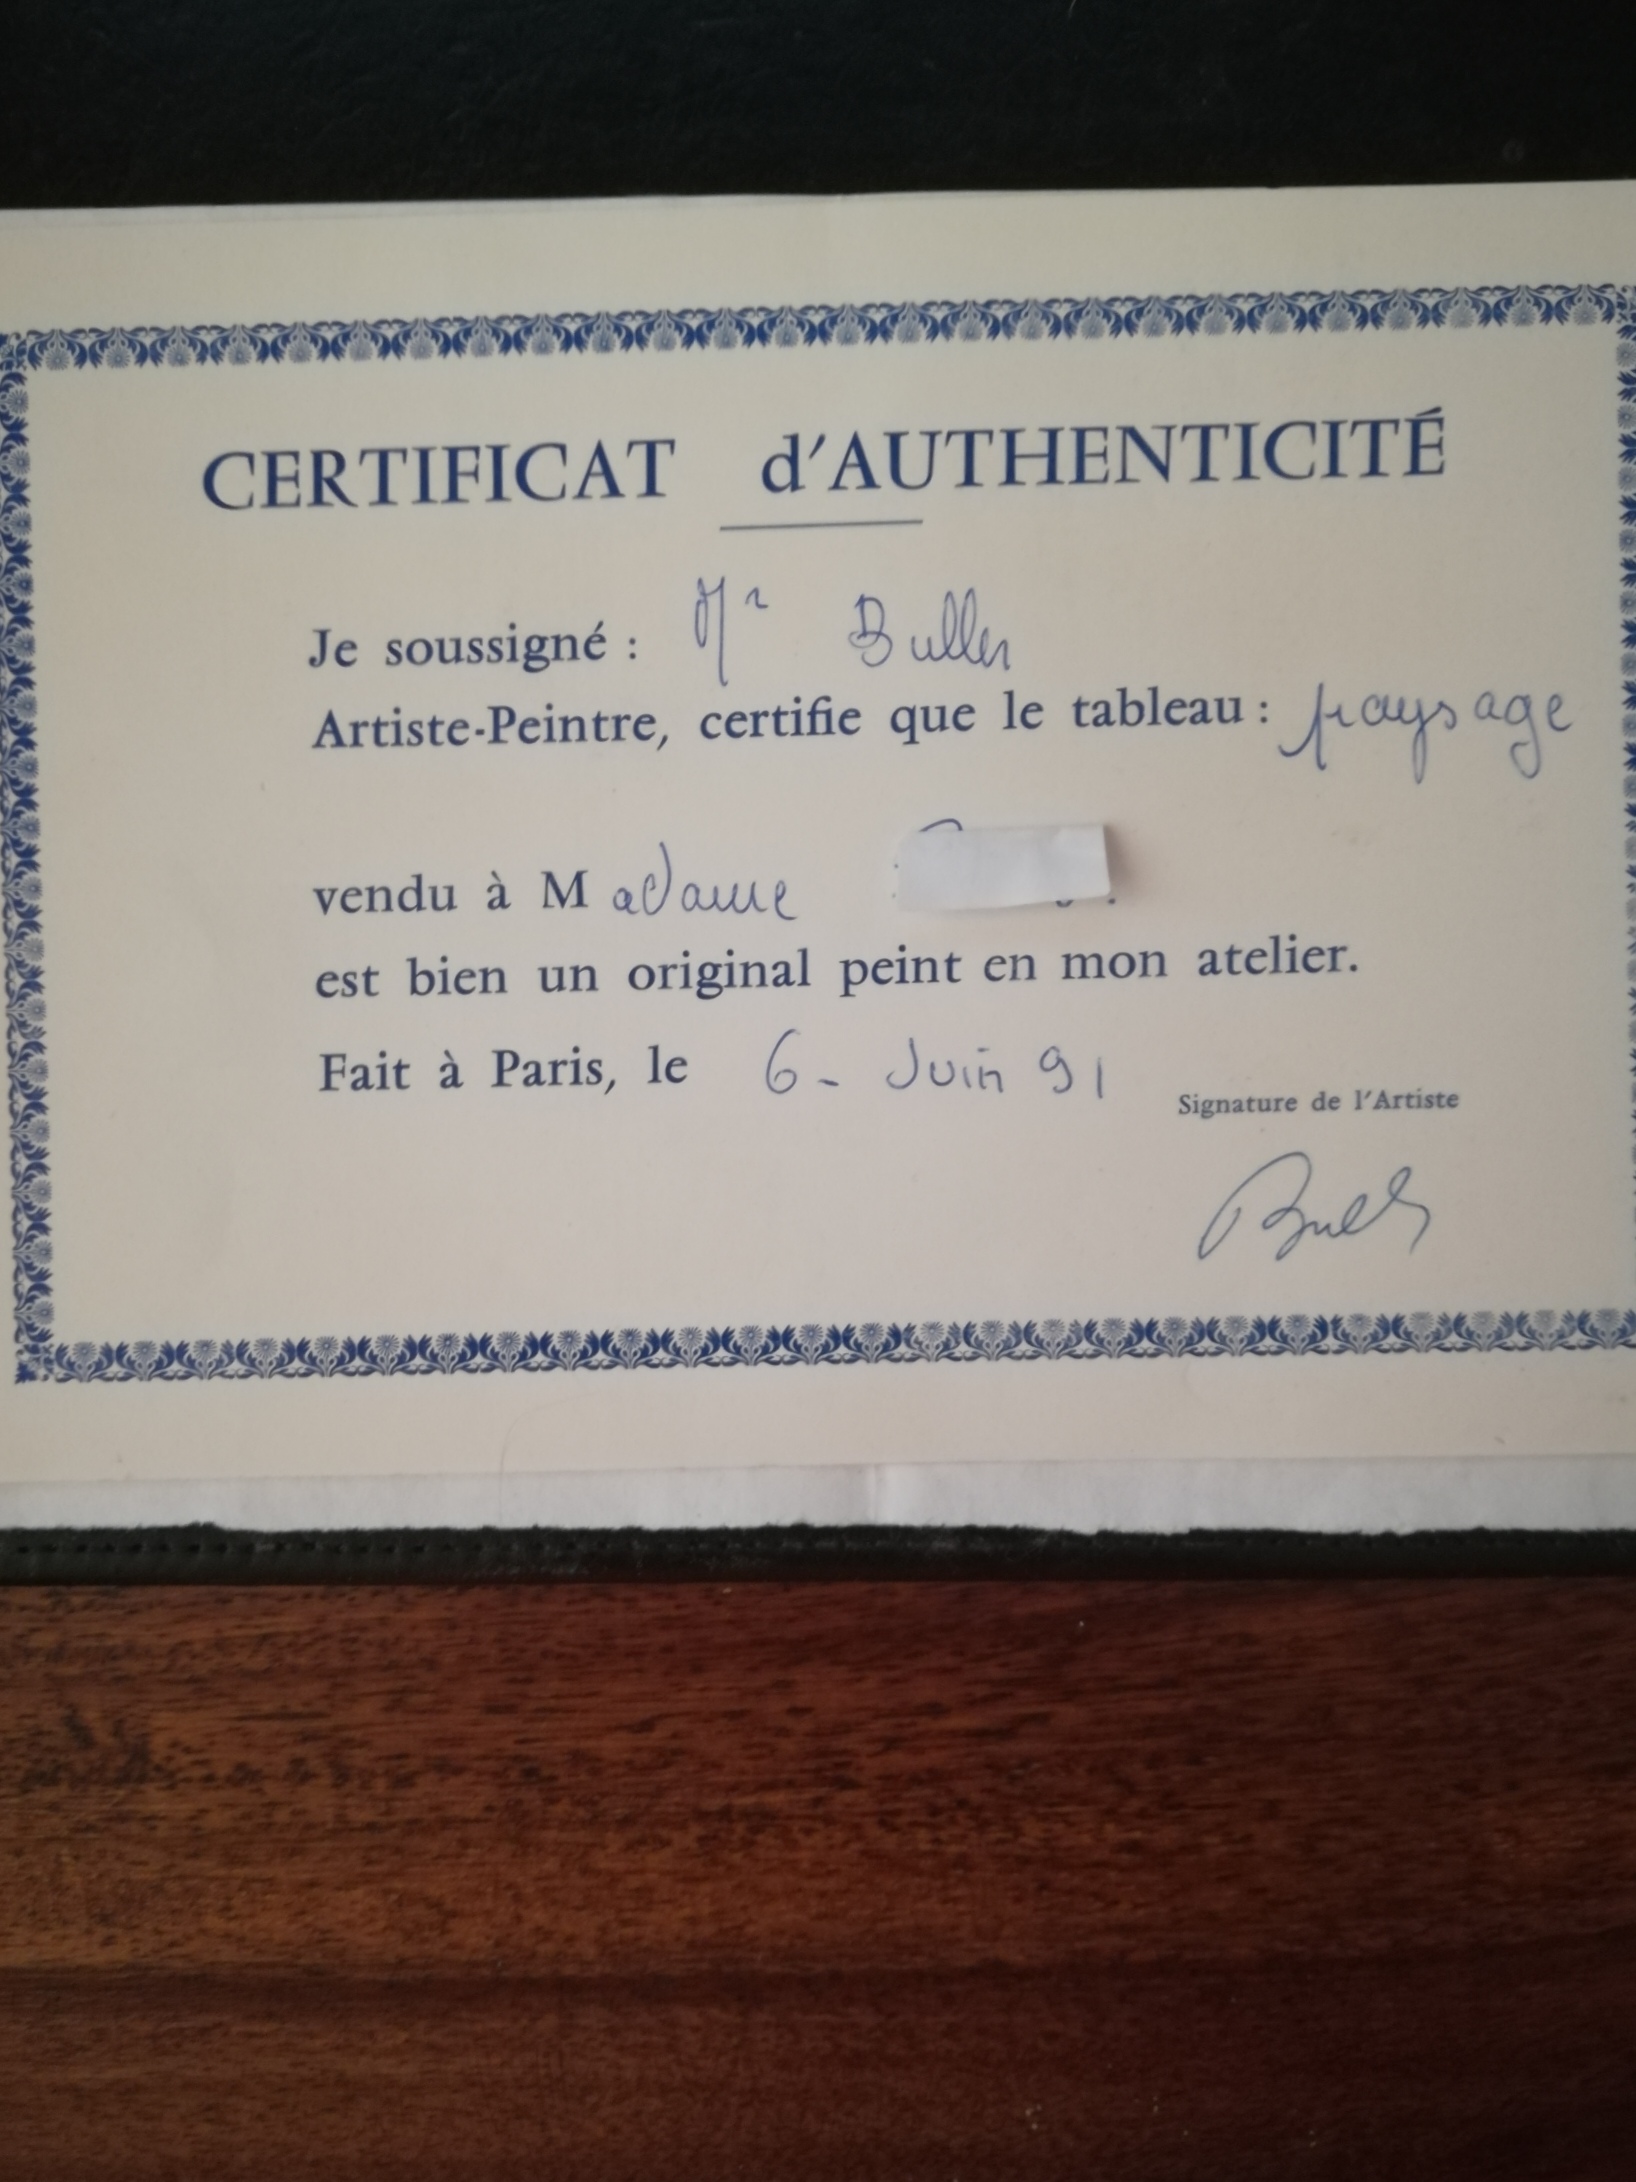 CERTIFICAT d'AUTHENTICITÉ
Je soussigné : Mr Buller
Artiste-Peintre, certifie que le tableau : paysage
vendu à Madame
est bien un original peint en mon atelier.
Fait à Paris, le 6 - Juin 91
Signature de l'Artiste